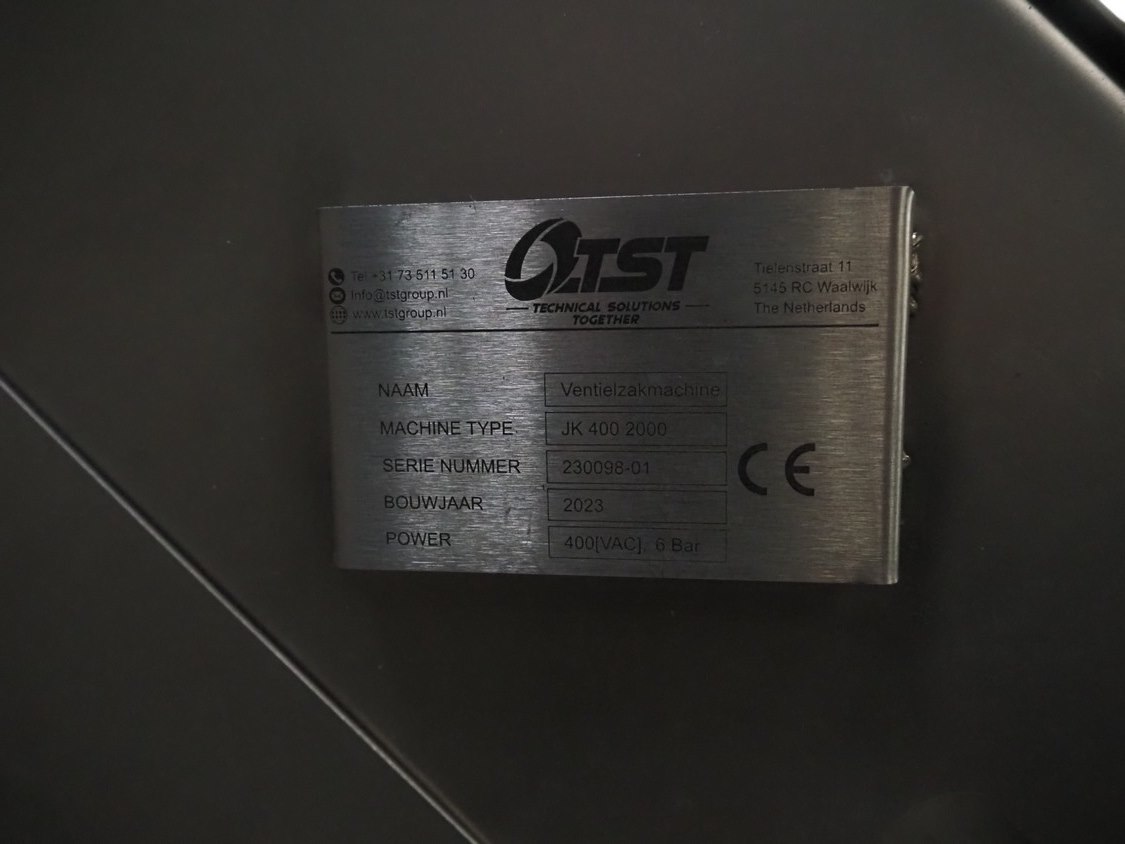 Tel +31 73 511 51 30
Info@tstgroup.nl
www.tstgroup.nl
TST
TECHNICAL SOLUTIONS
TOGETHER
Tielenstraat 11
5145 RC Waalwijk
The Netherlands
NAAM Ventielzakmachine
MACHINE TYPE JK 400 2000
SERIE NUMMER 230098-01
BOUWJAAR 2023
POWER 400[VAC], 6 Bar
CE